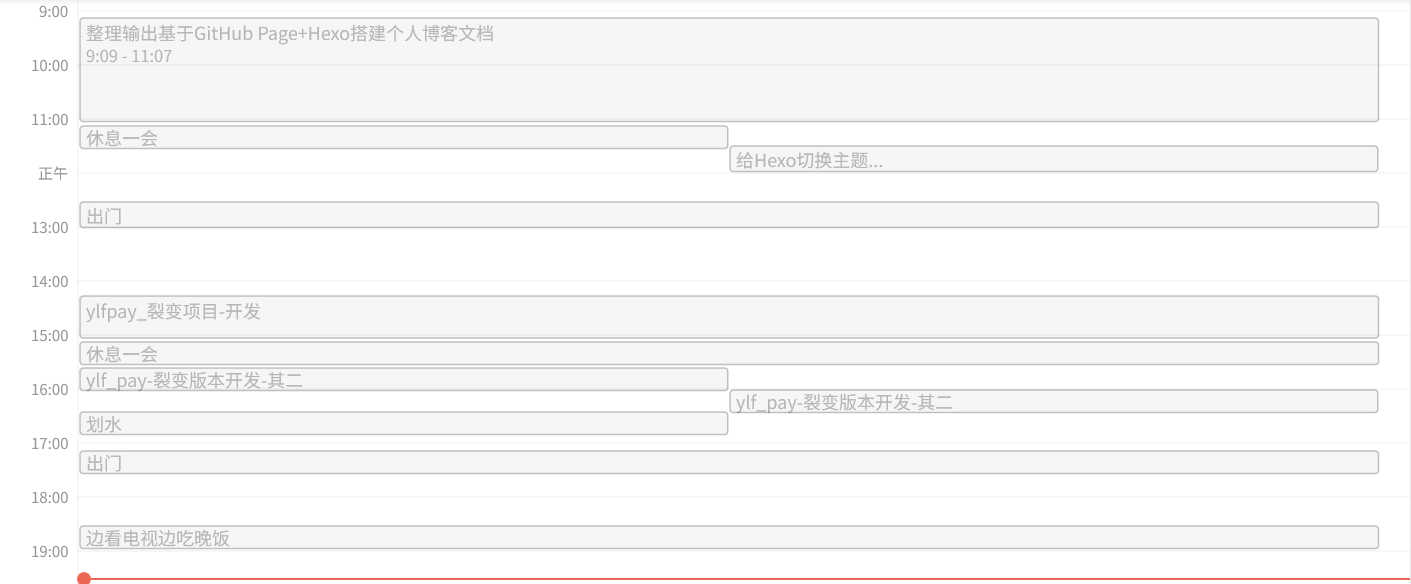 9:00
整理输出基于GitHub Page+Hexo搭建个人博客文档
9:09 - 11:07
10:00
11:00
休息一会
给Hexo切换主题...
正午
出门
13:00
14:00
ylfpay_裂变项目-开发
15:00
休息一会
ylf_pay-裂变版本开发-其二
16:00
ylf_pay-裂变版本开发-其二
划水
17:00
出门
18:00
边看电视边吃晚饭
19:00